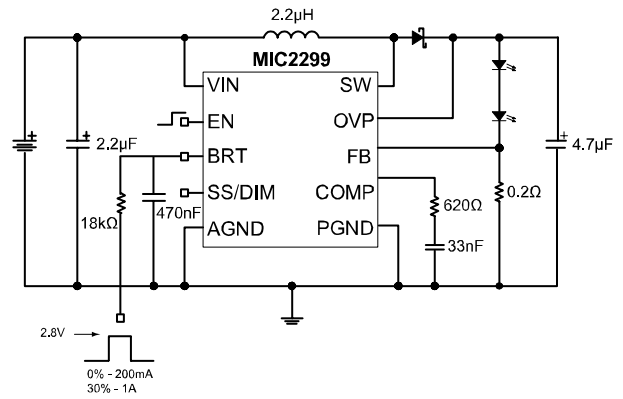 2.2µH
MIC2299
VIN
SW
EN
OVP
BRT
FB
SS/DIM
COMP
AGND
PGND
2.2µF
4.7µF
18kΩ
470nF
620Ω
0.2Ω
33nF
2.8V
0% - 200mA
30% - 1A